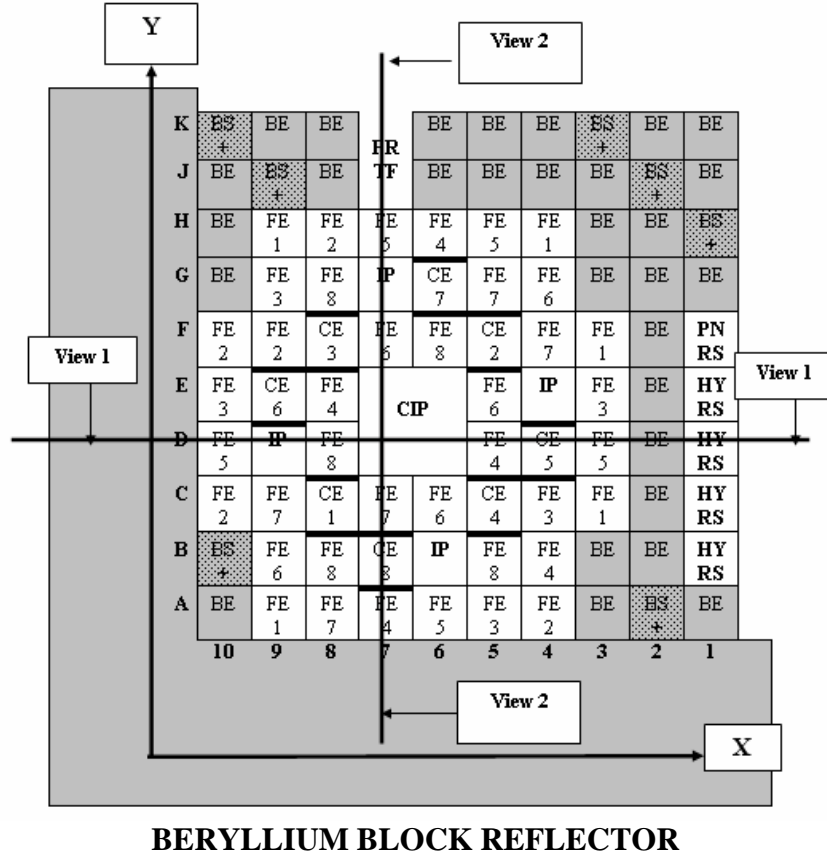 Y
View 2
K BS + BE BE BE BE BE BS + BE BE
PR TF
J BE BS + BE BE BE BE BE BS + BE
H BE FE 1 FE 2 FE 5 FE 4 FE 5 FE 1 BE BE BS +
G BE FE 3 FE 8 IP CE 7 FE 7 FE 6 BE BE BE
F FE 2 FE 2 CE 3 FE 6 FE 8 CE 2 FE 7 FE 1 BE PN RS
View 1
View 1
E FE 3 CE 6 FE 4 CIP FE 6 IP FE 3 BE HY RS
D FE 5 IP FE 8 FE 4 CE 5 FE 5 BE HY RS
C FE 2 FE 7 CE 1 FE 7 FE 6 CE 4 FE 3 FE 1 BE HY RS
B BS + FE 6 FE 8 CE 8 IP FE 8 FE 4 BE BE HY RS
A BE FE 1 FE 7 FE 4 FE 5 FE 3 FE 2 BE BS + BE
10 9 8 7 6 5 4 3 2 1
View 2
X
BERYLLIUM BLOCK REFLECTOR